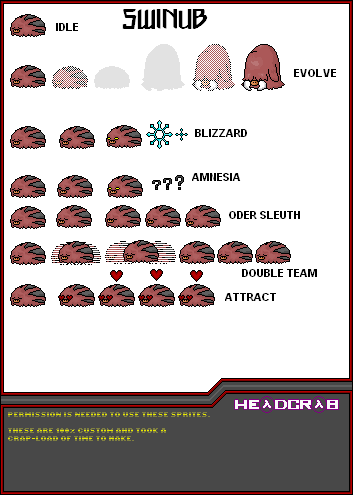 SWINUB
IDLE
EVOLVE
BLIZZARD
AMNESIA
???
ODER SLEUTH
DOUBLE TEAM
ATTRACT
HEADCRAB
PERMISSION IS NEEDED TO USE THESE SPRITES.
THESE ARE 100% CUSTOM AND TOOK A
CRAP-LOAD OF TIME TO MAKE.